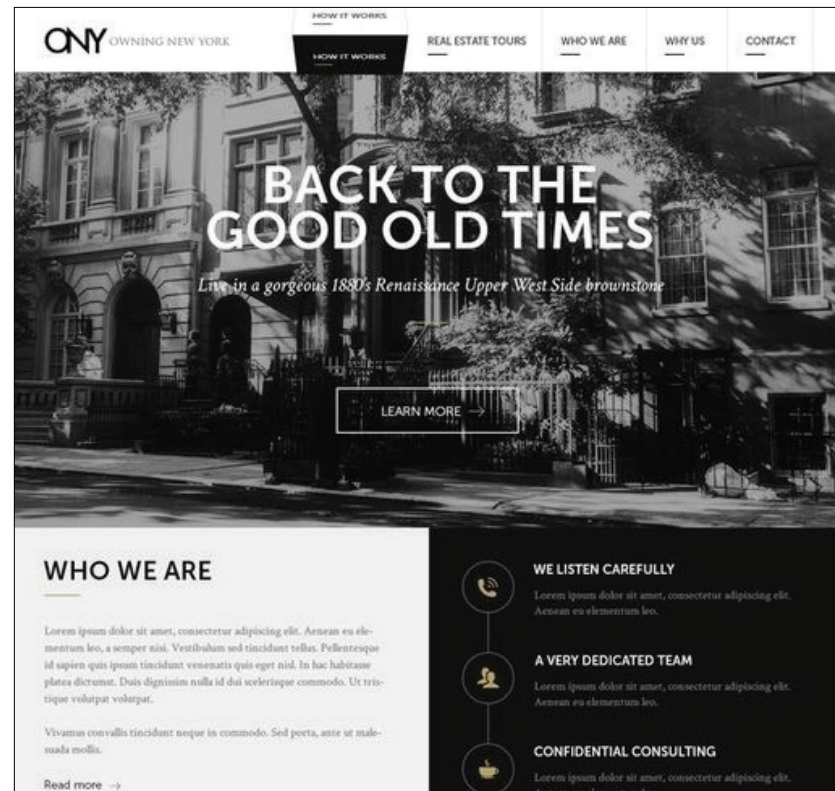 HOW IT WORKS
ONY OWNING NEW YORK
HOW IT WORKS
REAL ESTATE TOURS
WHO WE ARE
WHY US
CONTACT
BACK TO THE
GOOD OLD TIMES
Live in a gorgeous 1880's Renaissance Upper West Side brownstone
LEARN MORE →
WHO WE ARE
Lorem ipsum dolor sit amet, consectetur adipiscing elit. Aenean eu ele-
mentum leo, a semper nisi. Vestibulum sed tincidunt tellus. Pellentesque
id sapien quis ipsum tincidunt venenatis quis eget nisl. In hac habitasse
platea dictumst. Duis dignissim nulla id dui scelerisque commodo. Ut tris-
tique volutpat volutpat.
Vivamus convallis tincidunt neque in commodo. Sed porta, ante ut male-
suada mollis.
Read more →
WE LISTEN CAREFULLY
Lorem ipsum dolor sit amet, consectetur adipiscing elit.
Aenean eu elementum leo.
A VERY DEDICATED TEAM
Lorem ipsum dolor sit amet, consectetur adipiscing elit.
Aenean eu elementum leo.
CONFIDENTIAL CONSULTING
Lorem ipsum dolor sit amet, consectetur adipiscing elit.